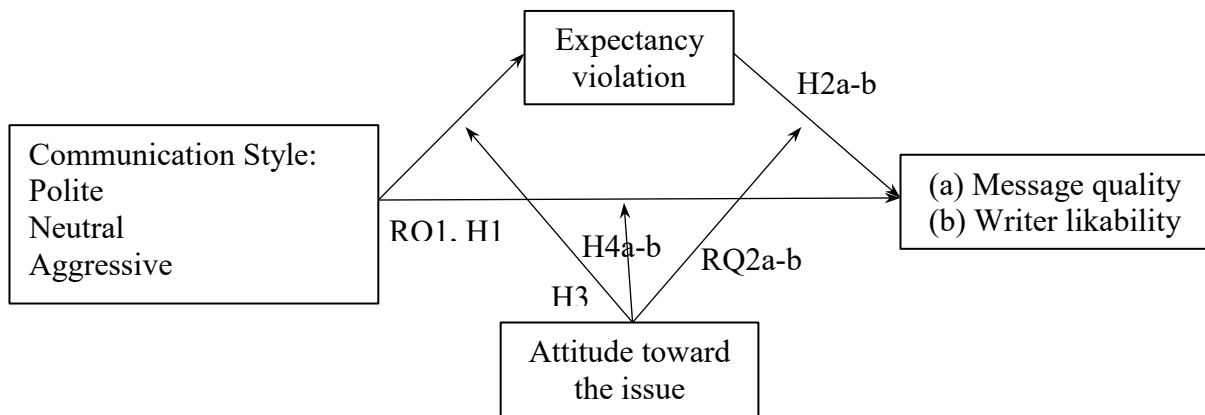 Expectancy
violation
H2a-b
Communication Style:
Polite
Neutral
Aggressive
(a) Message quality
(b) Writer likability
RQ1, H1
H4a-b
RQ2a-b
H3
Attitude toward
the issue